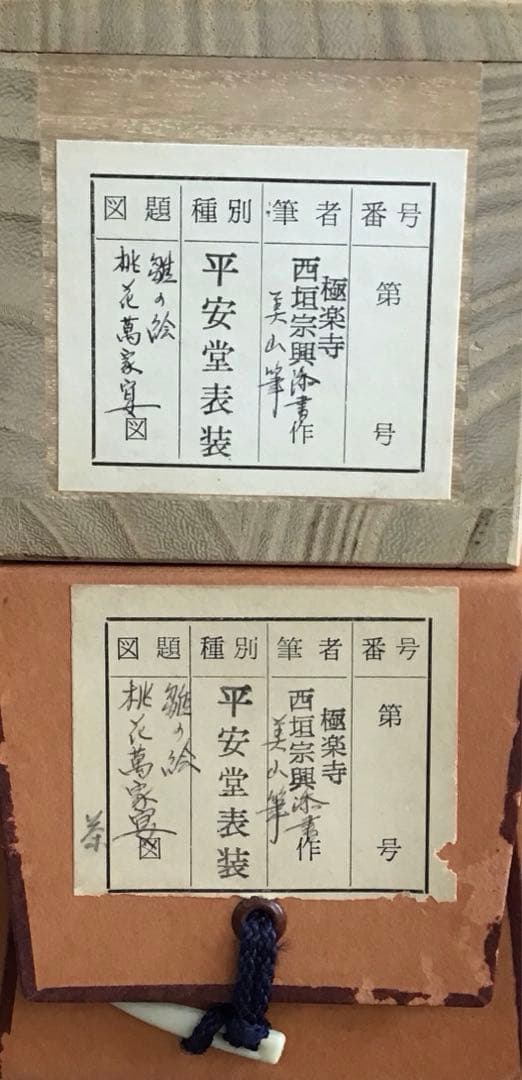 番号
第　号
筆者
極楽寺
西垣宗興添書作
美山筆
種別
平安堂表装
図題
雛の絵
桃花萬家宴図
番号
第　号
筆者
極楽寺
西垣宗興添書作
美山筆
種別
平安堂表装
図題
雛の絵
桃花萬家宴図
茶